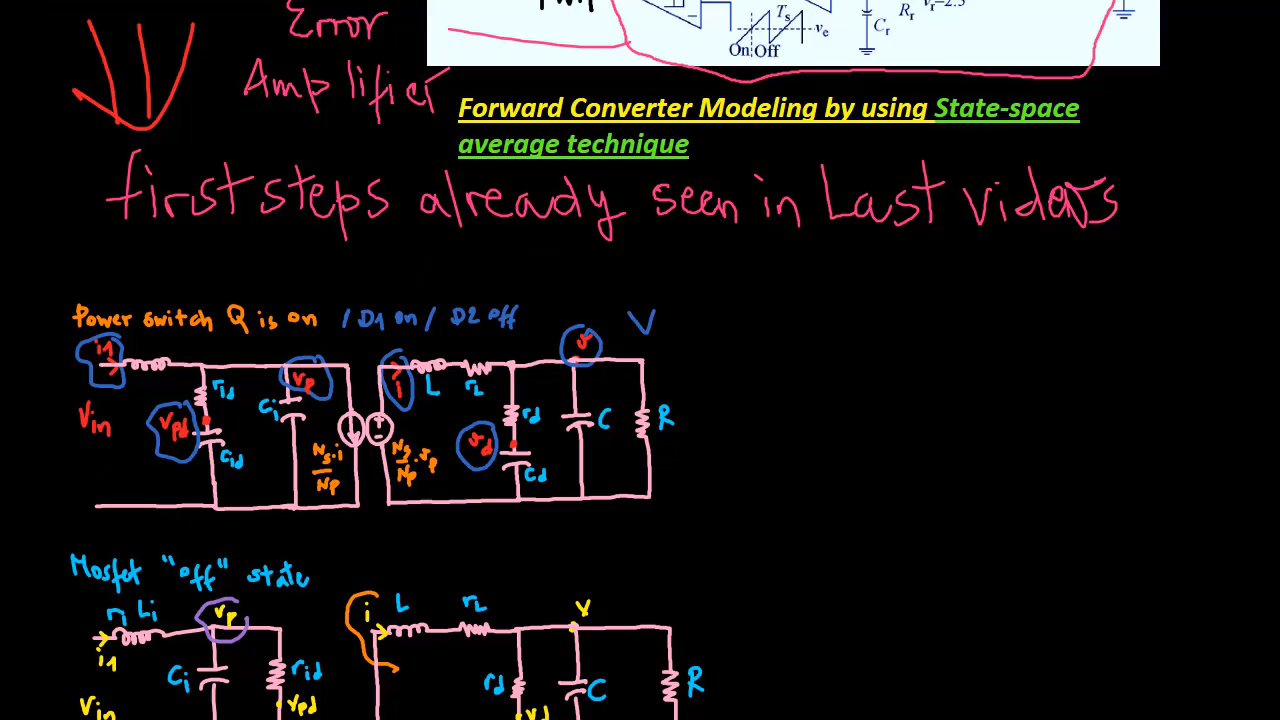 Error
Amplifier
Ts
ve
On Off
Cr
Rr
Forward Converter Modeling by using State-space
average technique
first steps already seen in Last videos
Power switch Q is on / D1 on / D2 off
V
i1
Vin
rid
vpd
Cid
Ci
vp
Ns/Np . i
Ns/Np . vp
i
L
rL
rd
vd
Cd
v
C
R
Mosfet "off" state
ri Li
i1
vp
Ci
rid
Vin
vpd
i
L
rL
V
rd
vd
C
R